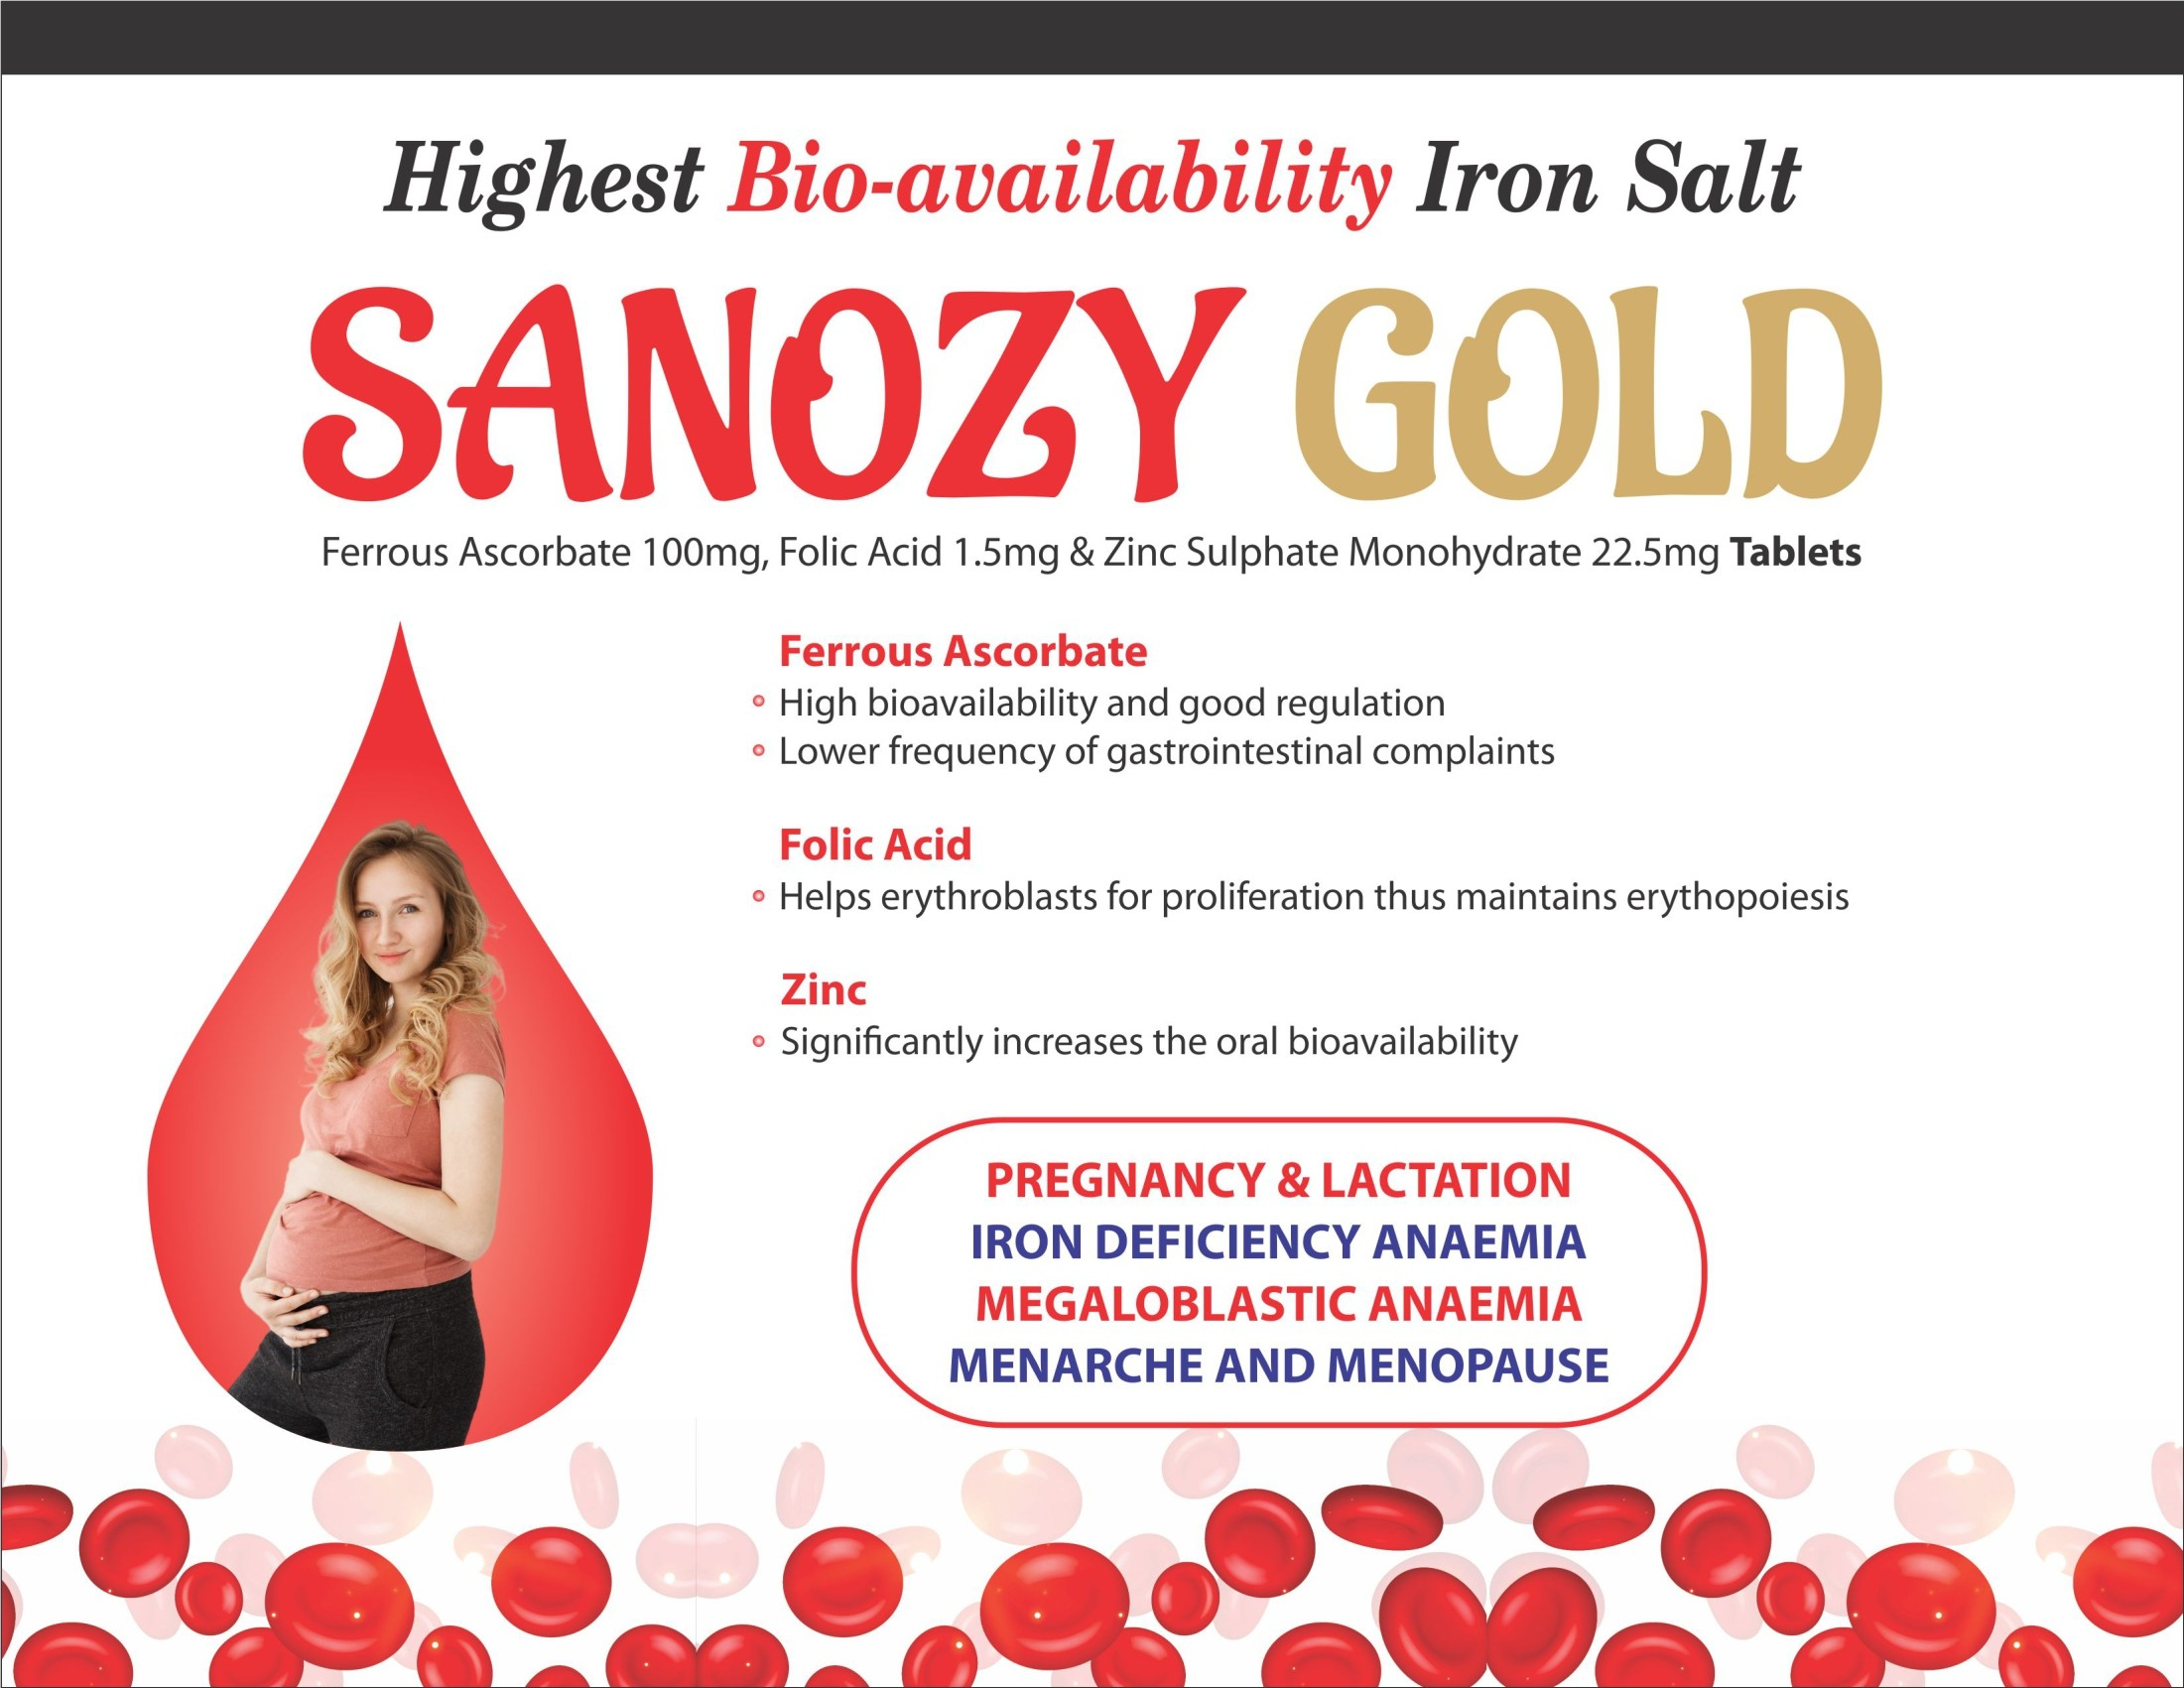 Highest Bio-availability Iron Salt
SANOZY GOLD
Ferrous Ascorbate 100mg, Folic Acid 1.5mg & Zinc Sulphate Monohydrate 22.5mg Tablets
Ferrous Ascorbate
High bioavailability and good regulation
Lower frequency of gastrointestinal complaints
Folic Acid
Helps erythroblasts for proliferation thus maintains erythopoiesis
Zinc
Significantly increases the oral bioavailability
PREGNANCY & LACTATION
IRON DEFICIENCY ANAEMIA
MEGALOBLASTIC ANAEMIA
MENARCHE AND MENOPAUSE